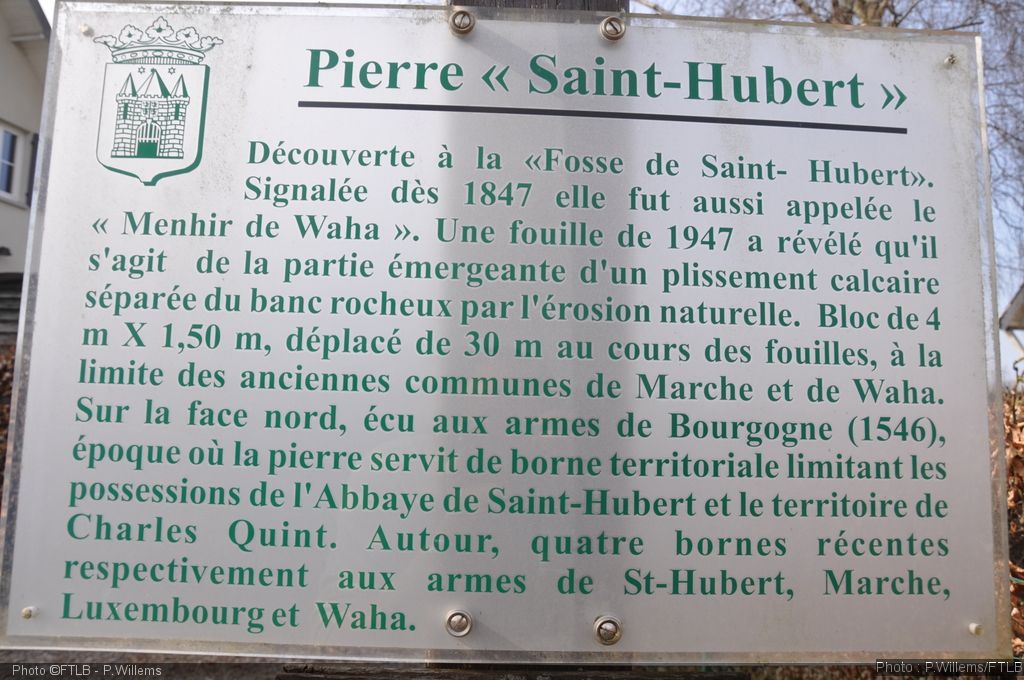 Pierre « Saint-Hubert »
Découverte à la «Fosse de Saint- Hubert».
Signalée dès 1847 elle fut aussi appelée le
« Menhir de Waha ». Une fouille de 1947 a révélé qu'il
s'agit de la partie émergeante d'un plissement calcaire
séparée du banc rocheux par l'érosion naturelle. Bloc de 4
m X 1,50 m, déplacé de 30 m au cours des fouilles, à la
limite des anciennes communes de Marche et de Waha.
Sur la face nord, écu aux armes de Bourgogne (1546),
époque où la pierre servit de borne territoriale limitant les
possessions de l'Abbaye de Saint-Hubert et le territoire de
Charles Quint. Autour, quatre bornes récentes
respectivement aux armes de St-Hubert, Marche,
Luxembourg et Waha.
Photo ©FTLB - P.Willems
Photo : P.Willems/FTLB